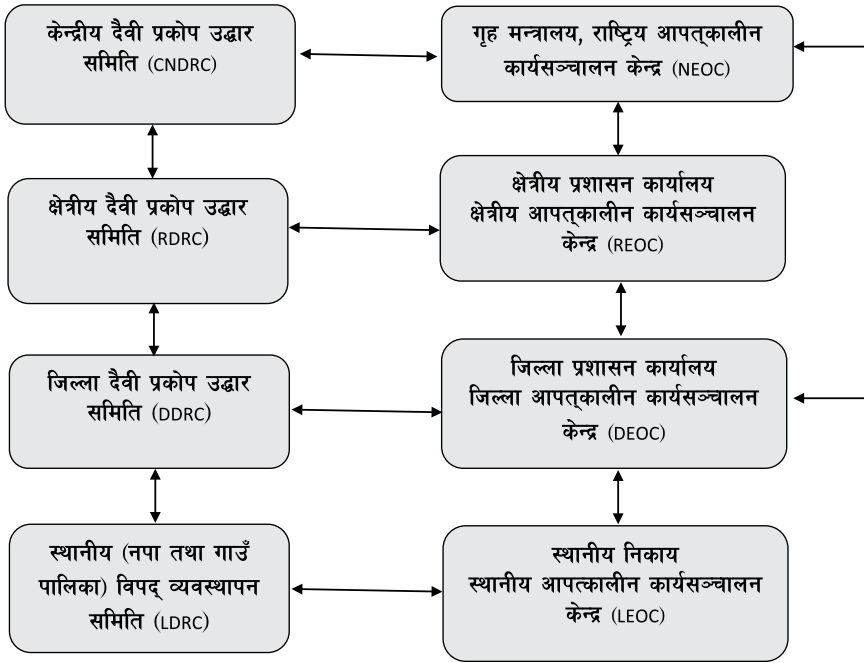 केन्द्रीय दैवी प्रकोप उद्धार
समिति (CNDRC)
गृह मन्त्रालय, राष्ट्रिय आपत्‌कालीन
कार्यसञ्चालन केन्द्र (NEOC)
क्षेत्रीय दैवी प्रकोप उद्धार
समिति (RDRC)
क्षेत्रीय प्रशासन कार्यालय
क्षेत्रीय आपत्‌कालीन कार्यसञ्चालन
केन्द्र (REOC)
जिल्ला दैवी प्रकोप उद्धार
समिति (DDRC)
जिल्ला प्रशासन कार्यालय
जिल्ला आपत्‌कालीन कार्यसञ्चालन
केन्द्र (DEOC)
स्थानीय (नपा तथा गाउँ
पालिका) विपद् व्यवस्थापन
समिति (LDRC)
स्थानीय निकाय
स्थानीय आपत्कालीन कार्यसञ्चालन
केन्द्र (LEOC)